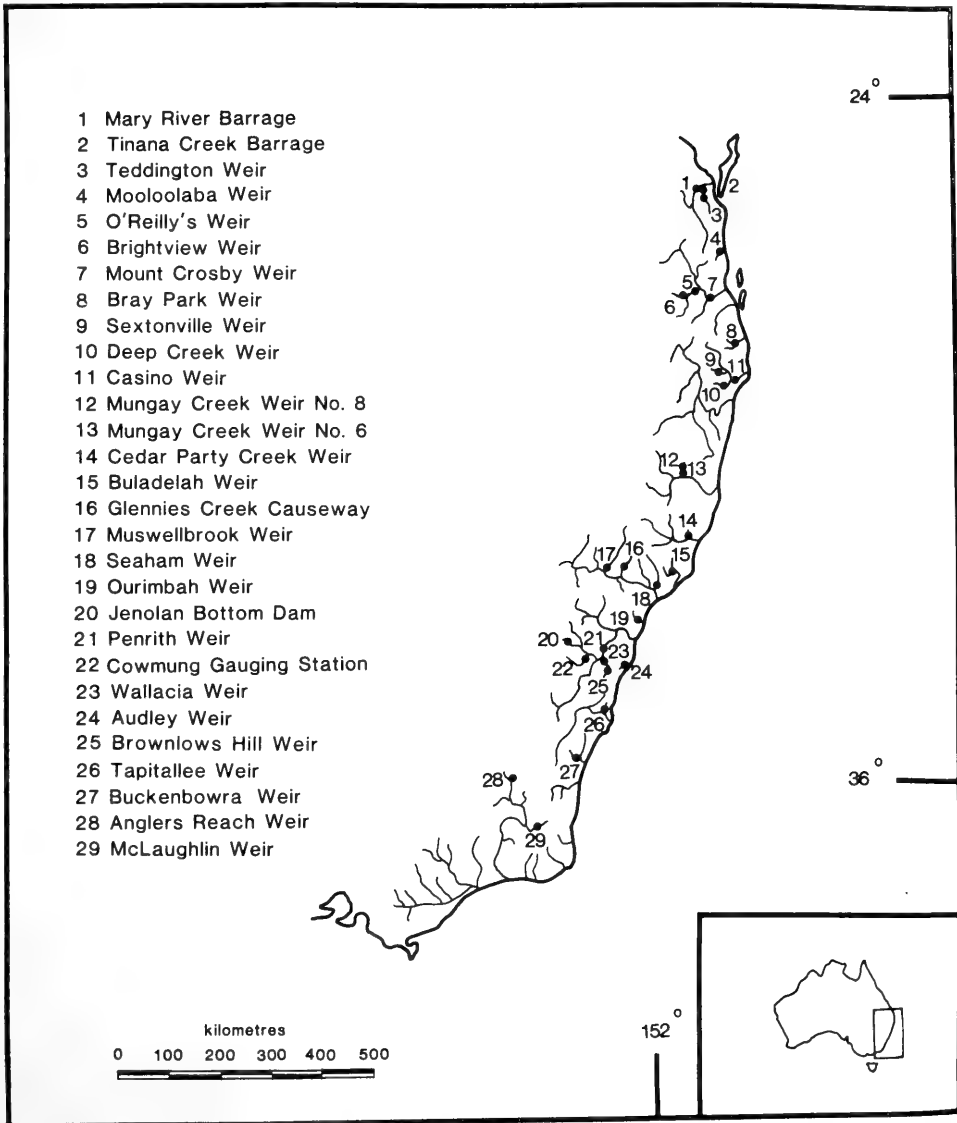 24°
1 Mary River Barrage
2 Tinana Creek Barrage
3 Teddington Weir
4 Mooloolaba Weir
5 O'Reilly's Weir
6 Brightview Weir
7 Mount Crosby Weir
8 Bray Park Weir
9 Sextonville Weir
10 Deep Creek Weir
11 Casino Weir
12 Mungay Creek Weir No. 8
13 Mungay Creek Weir No. 6
14 Cedar Party Creek Weir
15 Buladelah Weir
16 Glennies Creek Causeway
17 Muswellbrook Weir
18 Seaham Weir
19 Ourimbah Weir
20 Jenolan Bottom Dam
21 Penrith Weir
22 Cowmung Gauging Station
23 Wallacia Weir
24 Audley Weir
25 Brownlows Hill Weir
26 Tapitallee Weir
27 Buckenbowra Weir
28 Anglers Reach Weir
29 McLaughlin Weir
1 2
3
4
5 7
6
8
9 11
10
12
13
14
17 16 15
18
19
20 21
23
22 24
25
26
27
28
29
36°
kilometres
0 100 200 300 400 500
152°